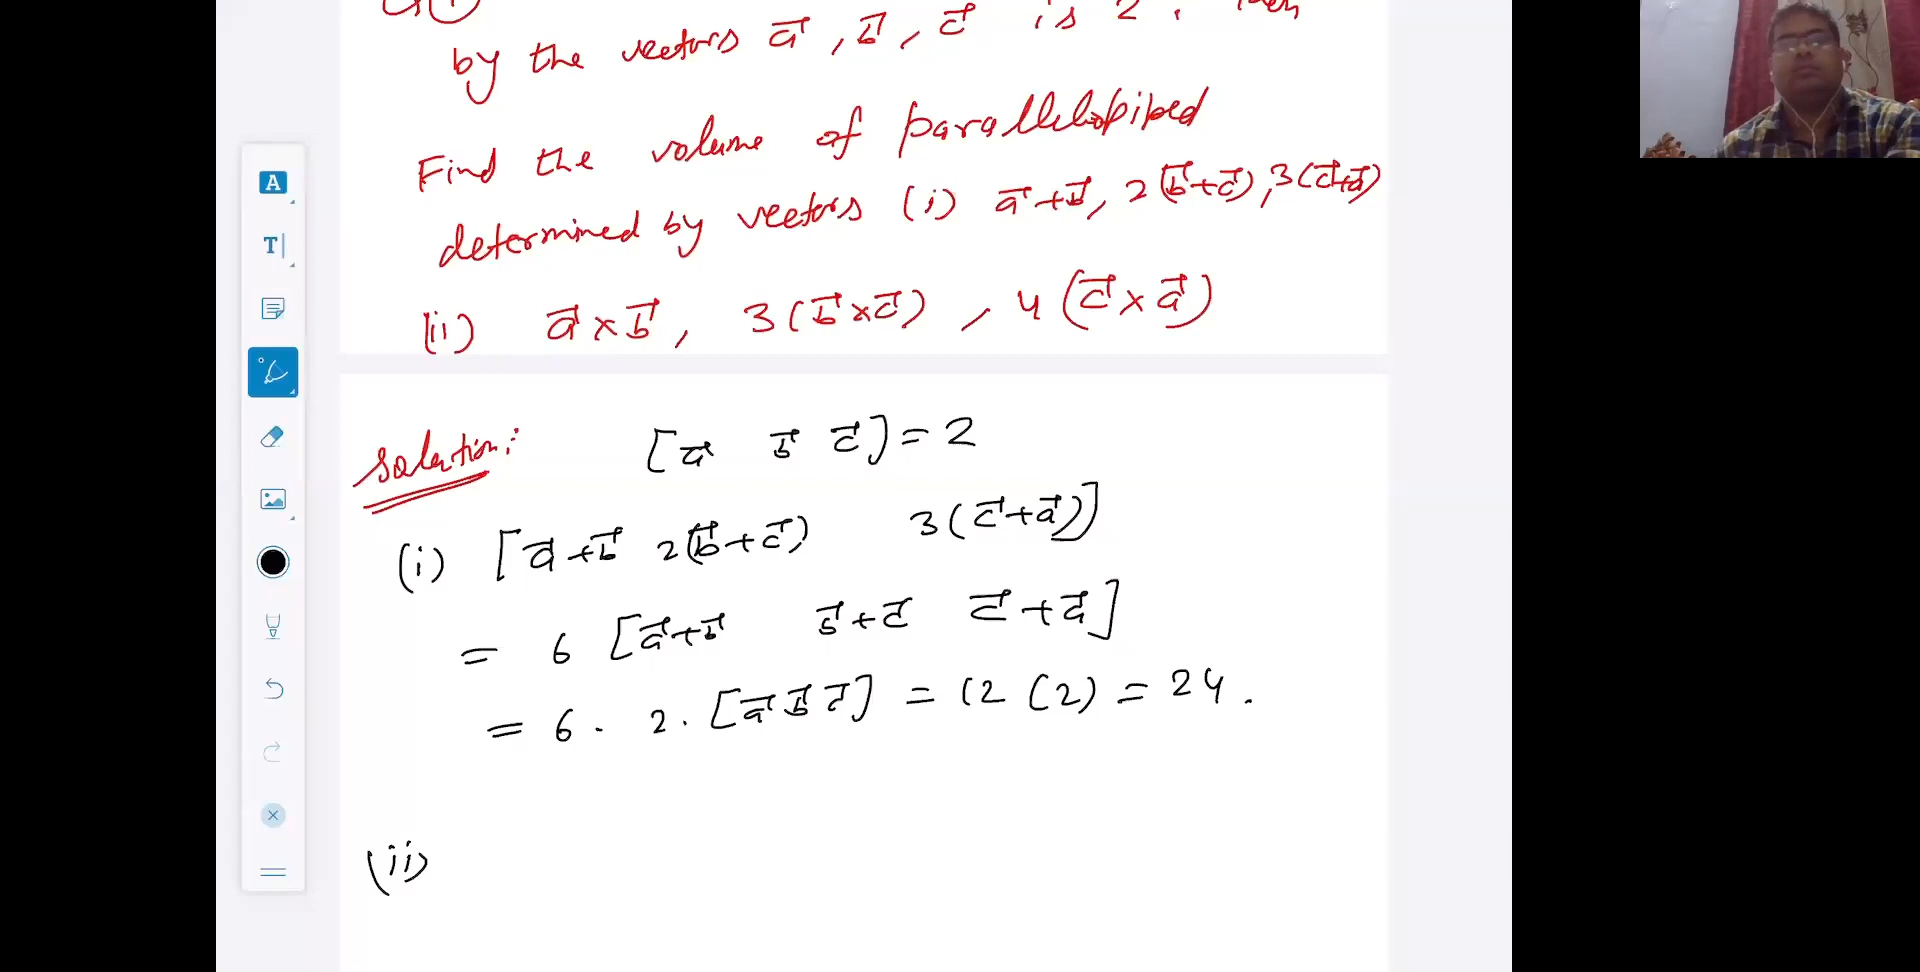 by the vectors a⃗, b⃗, c⃗ is 2. Then
Find the volume of parallelopiped
determined by vectors (i) a⃗+b⃗, 2(b⃗+c⃗), 3(c⃗+a⃗)
(ii) a⃗×b⃗, 3(b⃗×c⃗), 4(c⃗×a⃗)
Solution:
[a⃗ b⃗ c⃗] = 2
(i) [a⃗+b⃗ 2(b⃗+c⃗) 3(c⃗+a⃗)]
= 6 [a⃗+b⃗ b⃗+c⃗ c⃗+a⃗]
= 6 . 2 . [a⃗ b⃗ c⃗] = 12 (2) = 24 .
(ii)
A
T